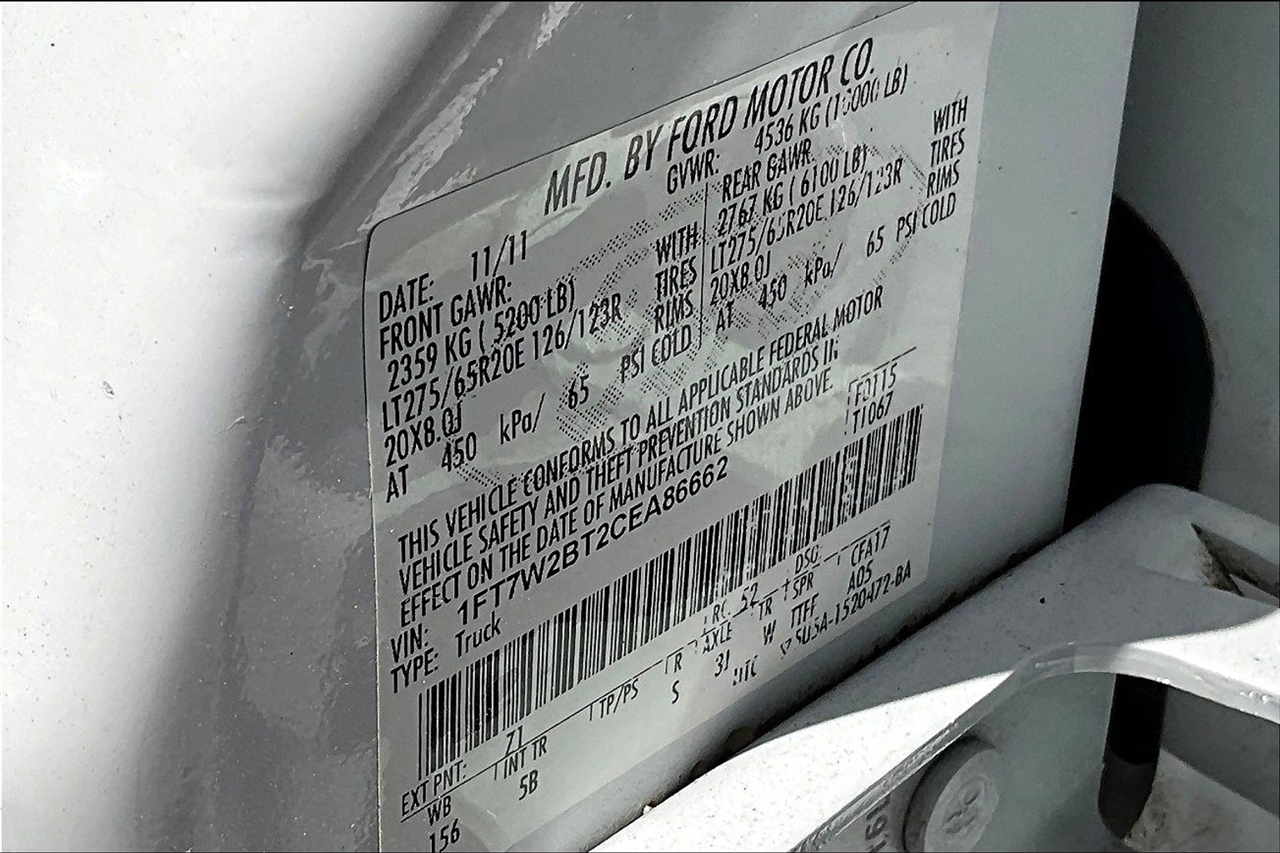 MFD. BY FORD MOTOR CO.
GVWR: 4536 KG (10000 LB)
DATE: 11/11
FRONT GAWR:
2359 KG ( 5200 LB) WITH
LT275/65R20E 126/123R TIRES
20X8.0J RIMS
AT 450 kPa/ 65 PSI COLD
REAR GAWR
2767 KG ( 6100 LB) WITH
LT275/65R20E 126/123R TIRES
20X8.0J RIMS
AT 450 kPa/ 65 PSI COLD
THIS VEHICLE CONFORMS TO ALL APPLICABLE FEDERAL MOTOR
VEHICLE SAFETY AND THEFT PREVENTION STANDARDS IN
EFFECT ON THE DATE OF MANUFACTURE SHOWN ABOVE.
VIN: 1FT7W2BT2CEA86662
TYPE: Truck
F0115
T1067
EXT PNT: Z1 RC: 52 DSO:
WB INT TR TP/PS R AXLE TR SPR CFA17
156 5B S 31 W TTFF A05
UTC 5U5A-1520472-BA